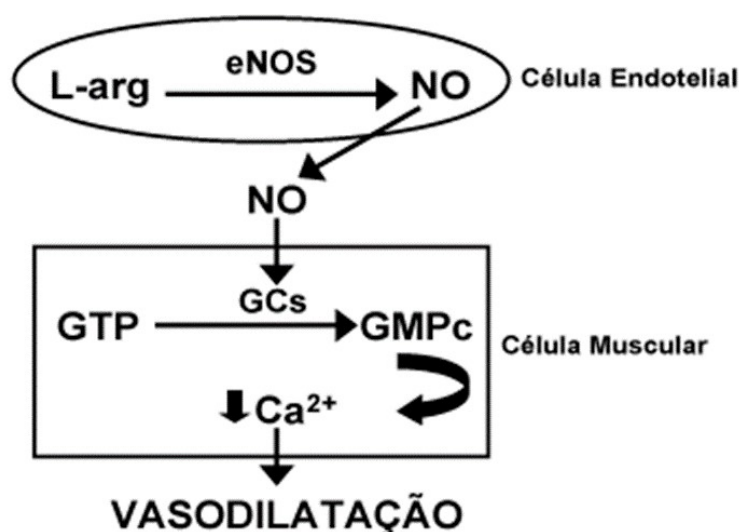 eNOS
L-arg NO Célula Endotelial
NO
GCs
GTP GMPc Célula Muscular
Ca²⁺
VASODILATAÇÃO